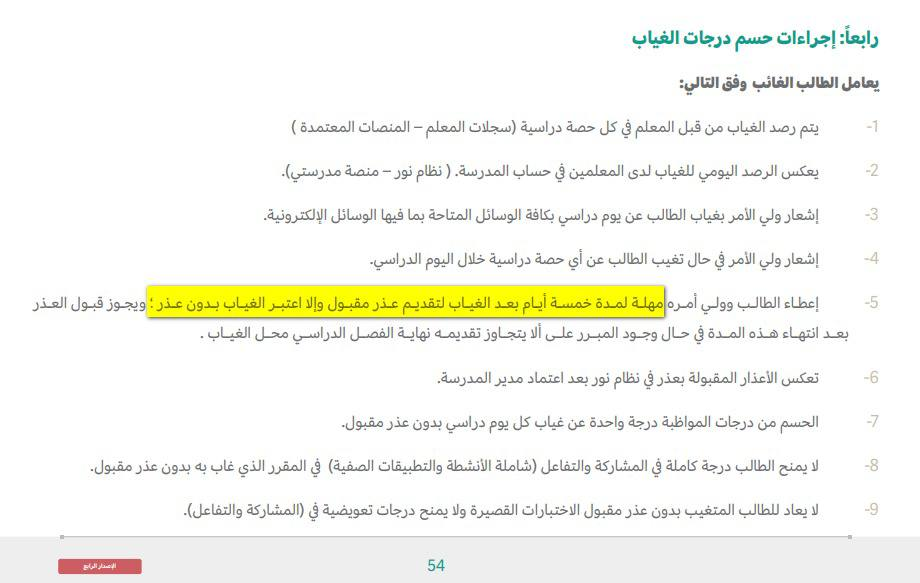 رابعاً: إجراءات حسم درجات الغياب
يعامل الطالب الغائب وفق التالي:
1- يتم رصد الغياب من قبل المعلم في كل حصة دراسية (سجلات المعلم – المنصات المعتمدة )
2- يعكس الرصد اليومي للغياب لدى المعلمين في حساب المدرسة. ( نظام نور – منصة مدرستي).
3- إشعار ولي الأمر بغياب الطالب عن يوم دراسي بكافة الوسائل المتاحة بما فيها الوسائل الإلكترونية.
4- إشعار ولي الأمر في حال تغيب الطالب عن أي حصة دراسية خلال اليوم الدراسي.
5- إعطاء الطالب وولي أمره مهلة لمدة خمسة أيام بعد الغياب لتقديم عذر مقبول وإلا اعتبر الغياب بدون عذر ؛ ويجوز قبول العذر
بعد انتهاء هذه المدة في حال وجود المبرر على ألا يتجاوز تقديمه نهاية الفصل الدراسي محل الغياب .
6- تعكس الأعذار المقبولة بعذر في نظام نور بعد اعتماد مدير المدرسة.
7- الحسم من درجات المواظبة درجة واحدة عن غياب كل يوم دراسي بدون عذر مقبول.
8- لا يمنح الطالب درجة كاملة في المشاركة والتفاعل (شاملة الأنشطة والتطبيقات الصفية) في المقرر الذي غاب به بدون عذر مقبول.
9- لا يعاد للطالب المتغيب بدون عذر مقبول الاختبارات القصيرة ولا يمنح درجات تعويضية في (المشاركة والتفاعل).
54
الإصدار الرابع